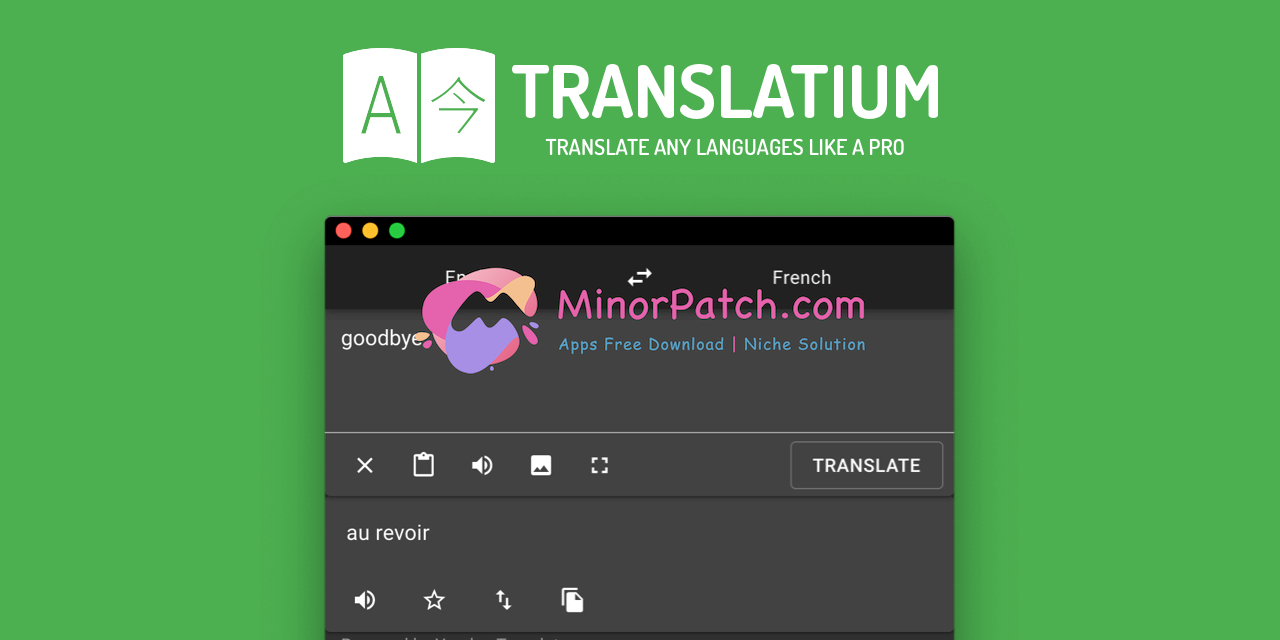 A 今 TRANSLATIUM
TRANSLATE ANY LANGUAGES LIKE A PRO
French
MinorPatch.com
goodbye
Apps Free Download | Niche Solution
TRANSLATE
au revoir